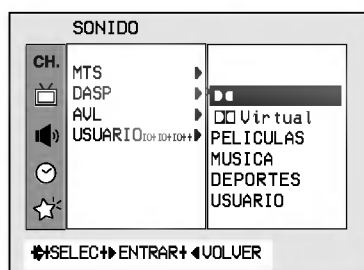 SONIDO
CH.
MTS
DASP
AVL
USUARIO
Virtual
PELICULAS
MUSICA
DEPORTES
USUARIO
SELEC ENTRAR VOLVER